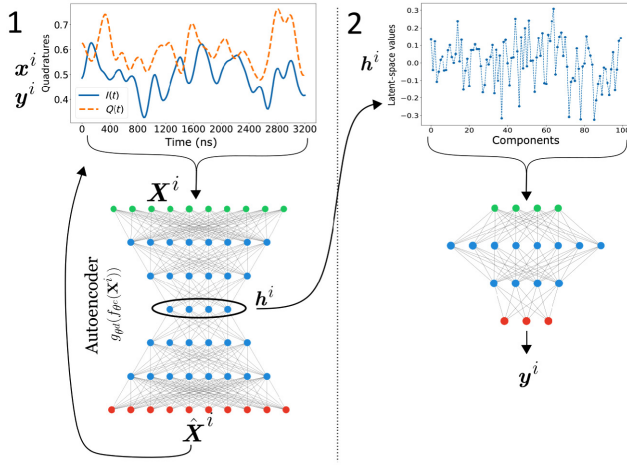 1
x^i
y^i
Quadratures
0.7
0.6
0.5
0.4
I(t)
Q(t)
0 400 800 1200 1600 2000 2400 2800 3200
Time (ns)
X^i
Autoencoder
g_{θ^d}(f_{θ^e}(X^i))
h^i
X̂^i
2
h^i
Latent-space values
0.3
0.2
0.1
0.0
−0.1
−0.2
−0.3
0 20 40 60 80 100
Components
y^i